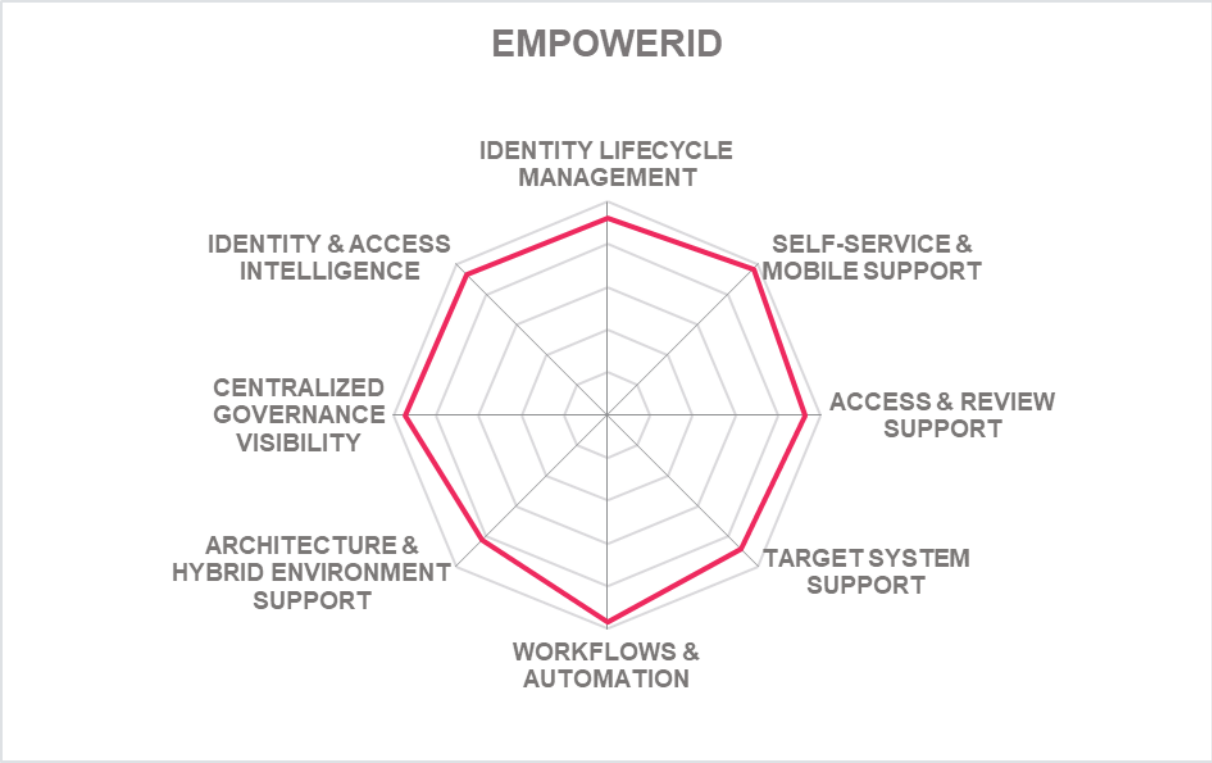 EMPOWERID
IDENTITY LIFECYCLE
MANAGEMENT
SELF-SERVICE &
MOBILE SUPPORT
ACCESS & REVIEW
SUPPORT
TARGET SYSTEM
SUPPORT
WORKFLOWS &
AUTOMATION
ARCHITECTURE &
HYBRID ENVIRONMENT
SUPPORT
CENTRALIZED
GOVERNANCE
VISIBILITY
IDENTITY & ACCESS
INTELLIGENCE